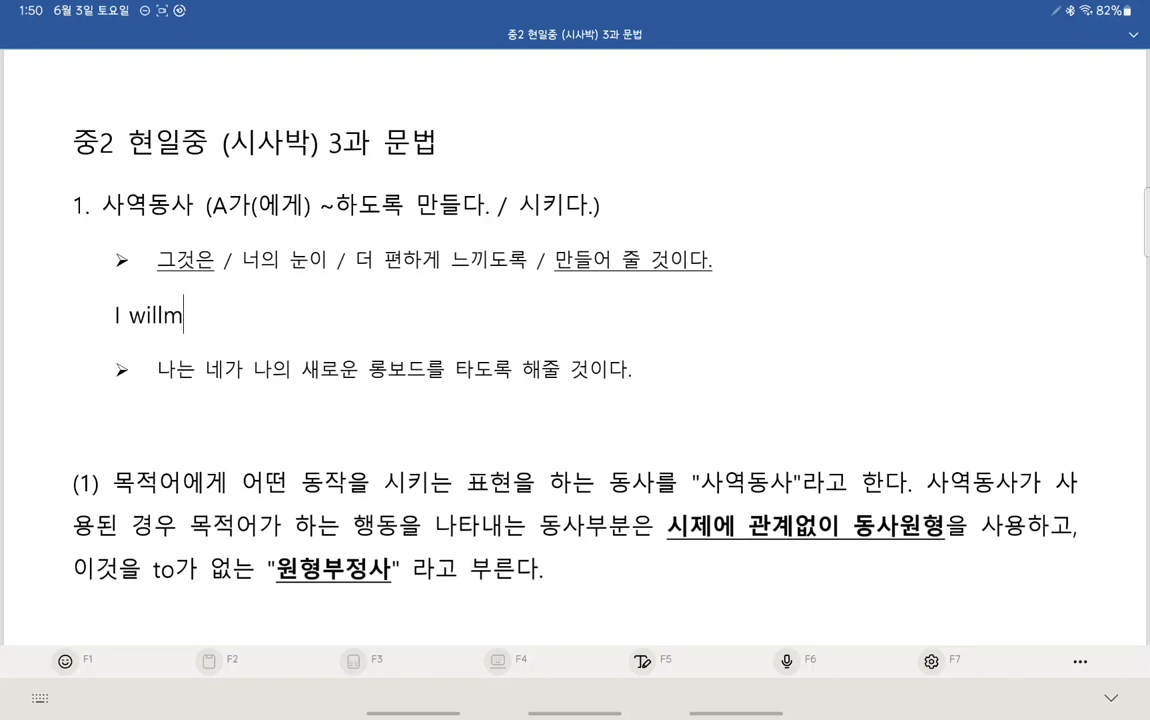 1:50 6월 3일 토요일
82%
중2 현일중 (시사박) 3과 문법
중2 현일중 (시사박) 3과 문법
1. 사역동사 (A가(에게) ~하도록 만들다. / 시키다.)
➢ 그것은 / 너의 눈이 / 더 편하게 느끼도록 / 만들어 줄 것이다.
I willm
➢ 나는 네가 나의 새로운 롱보드를 타도록 해줄 것이다.
(1) 목적어에게 어떤 동작을 시키는 표현을 하는 동사를 "사역동사"라고 한다. 사역동사가 사
용된 경우 목적어가 하는 행동을 나타내는 동사부분은 시제에 관계없이 동사원형을 사용하고,
이것을 to가 없는 "원형부정사" 라고 부른다.
F1 F2 F3 F4 F5 F6 F7